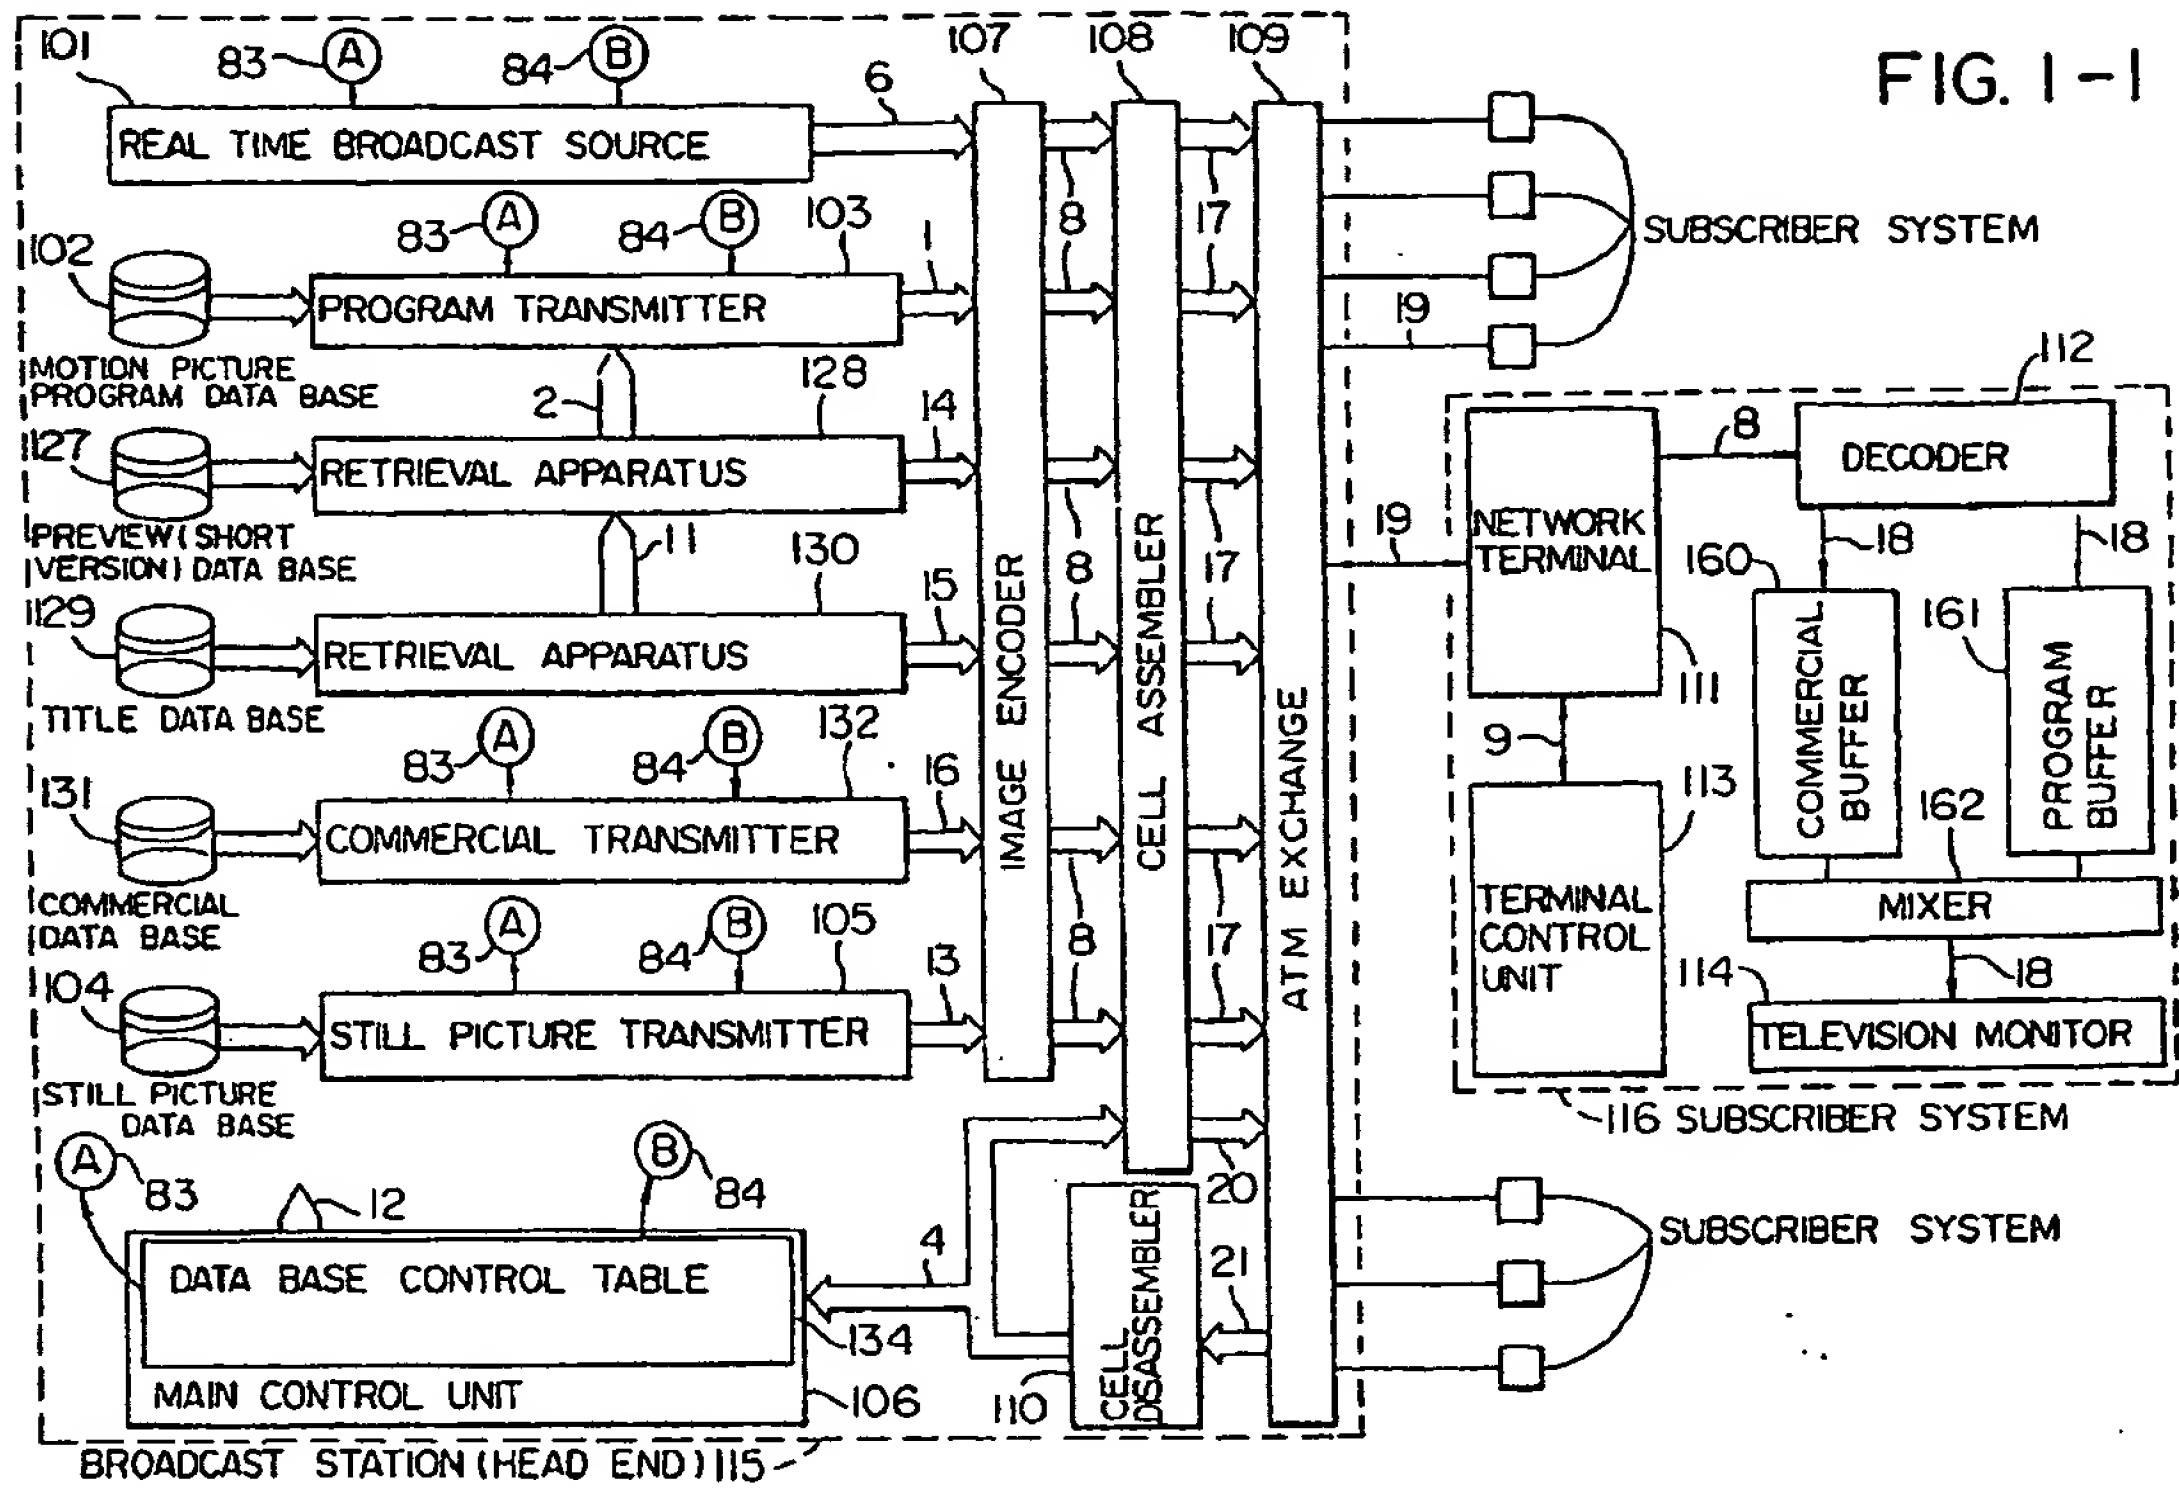 FIG. 1-1
101
83 A
84 B
6
107
108
109
REAL TIME BROADCAST SOURCE
8
17
102
83 A
84 B
103
1
PROGRAM TRANSMITTER
8
17
MOTION PICTURE
PROGRAM DATA BASE
2
128
14
127
RETRIEVAL APPARATUS
8
17
PREVIEW (SHORT
VERSION) DATA BASE
11
130
15
129
RETRIEVAL APPARATUS
8
17
TITLE DATA BASE
83 A
84 B
132
16
131
COMMERCIAL TRANSMITTER
8
17
COMMERCIAL
DATA BASE
83 A
84 B
105
13
104
STILL PICTURE TRANSMITTER
STILL PICTURE
DATA BASE
IMAGE ENCODER
CELL ASSEMBLER
ATM EXCHANGE
A 83
12
B 84
4
20
21
DATA BASE CONTROL TABLE
134
MAIN CONTROL UNIT
106
110
CELL
DISASSEMBLER
BROADCAST STATION (HEAD END) 115
SUBSCRIBER SYSTEM
19
112
8
DECODER
19
NETWORK
TERMINAL
111
18
18
160
161
COMMERCIAL
BUFFER
PROGRAM
BUFFER
9
113
162
TERMINAL
CONTROL
UNIT
MIXER
18
114
TELEVISION MONITOR
116 SUBSCRIBER SYSTEM
SUBSCRIBER SYSTEM